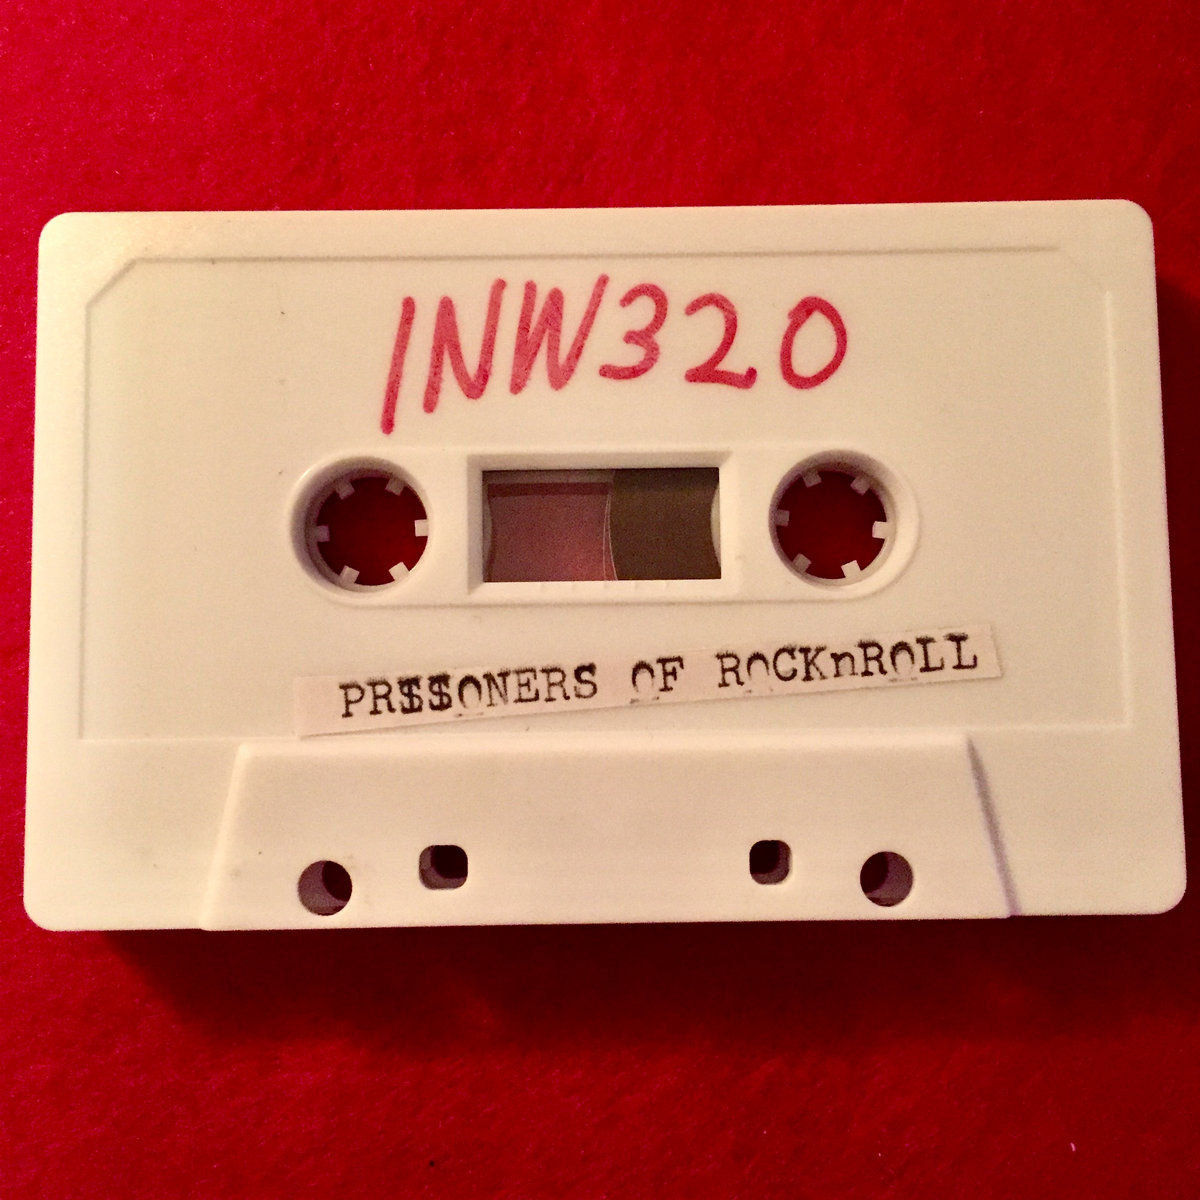 INW320
PR$$ONERS OF ROCKnROLL